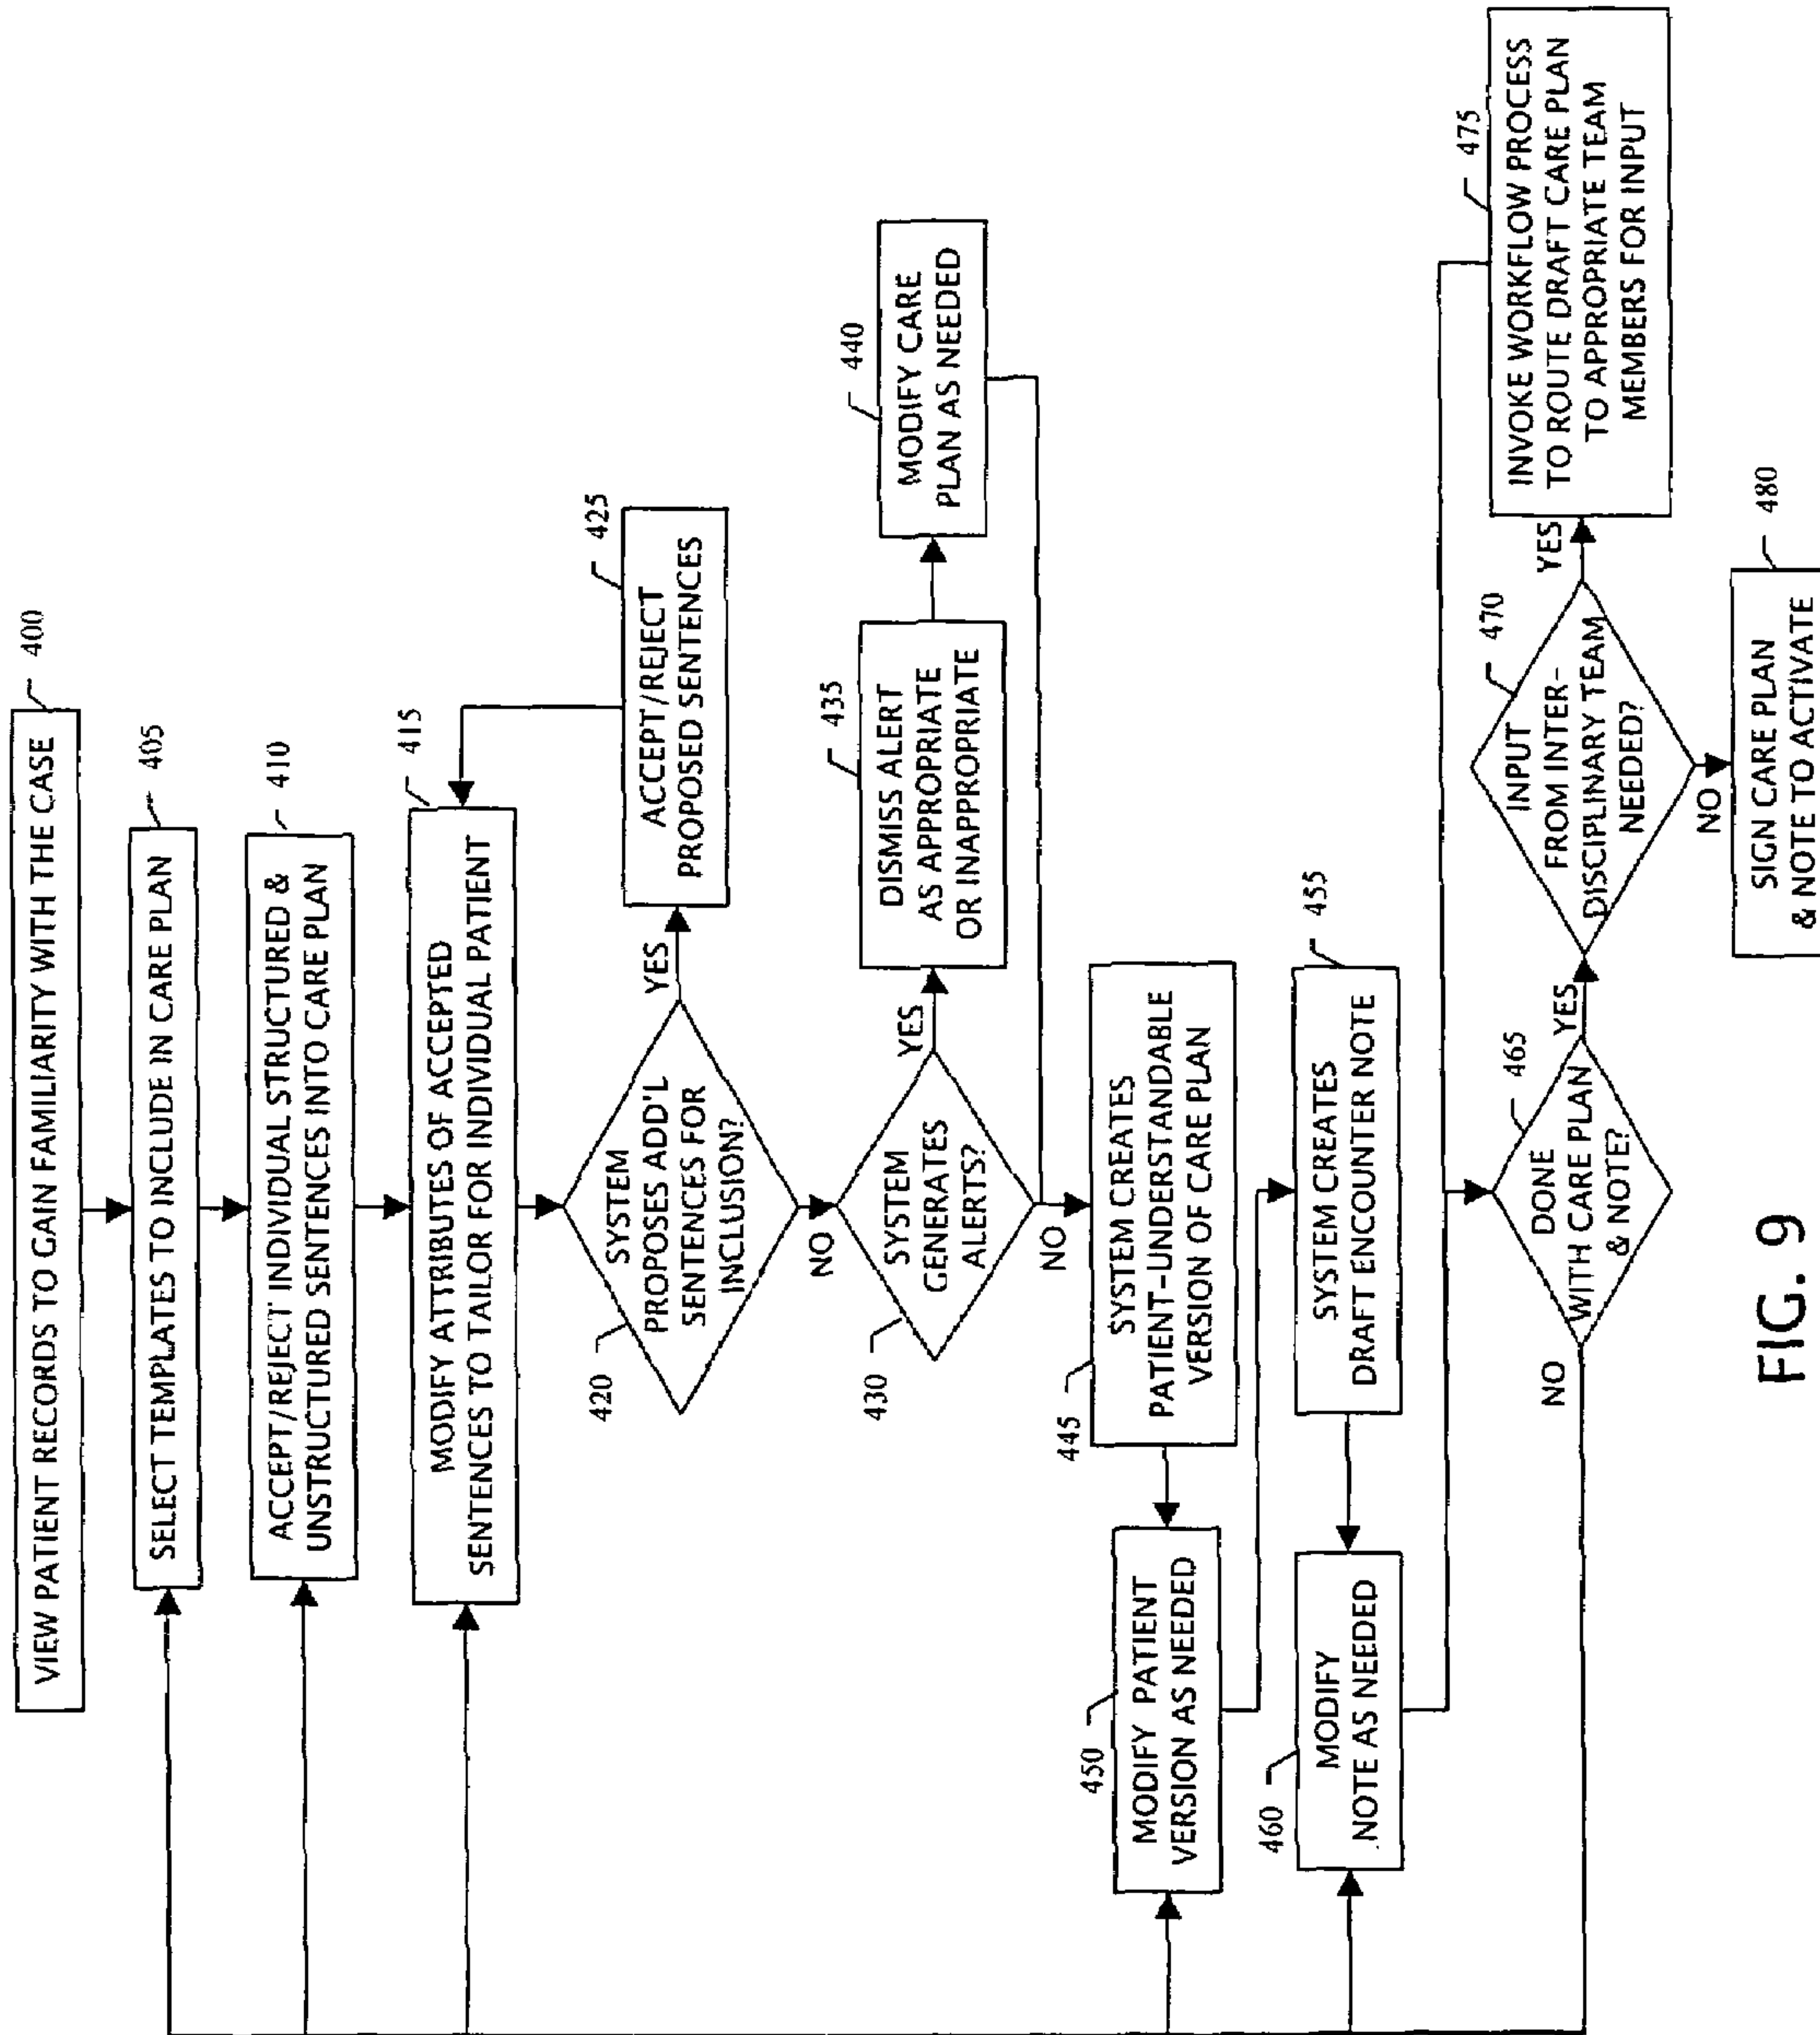 400
VIEW PATIENT RECORDS TO GAIN FAMILIARITY WITH THE CASE
405
SELECT TEMPLATES TO INCLUDE IN CARE PLAN
410
ACCEPT/REJECT INDIVIDUAL STRUCTURED &
UNSTRUCTURED SENTENCES INTO CARE PLAN
415
MODIFY ATTRIBUTES OF ACCEPTED
SENTENCES TO TAILOR FOR INDIVIDUAL PATIENT
420
SYSTEM
PROPOSES ADD'L
SENTENCES FOR
INCLUSION?
YES
425
ACCEPT/REJECT
PROPOSED SENTENCES
NO
430
SYSTEM
GENERATES
ALERTS?
YES
435
DISMISS ALERT
AS APPROPRIATE
OR INAPPROPRIATE
440
MODIFY CARE
PLAN AS NEEDED
NO
445
SYSTEM CREATES
PATIENT-UNDERSTANDABLE
VERSION OF CARE PLAN
450
MODIFY PATIENT
VERSION AS NEEDED
455
SYSTEM CREATES
DRAFT ENCOUNTER NOTE
460
MODIFY
NOTE AS NEEDED
465
DONE
WITH CARE PLAN
& NOTE?
NO
YES
470
INPUT
FROM INTER-
DISCIPLINARY TEAM
NEEDED?
YES
475
INVOKE WORKFLOW PROCESS
TO ROUTE DRAFT CARE PLAN
TO APPROPRIATE TEAM
MEMBERS FOR INPUT
NO
480
SIGN CARE PLAN
& NOTE TO ACTIVATE
FIG. 9